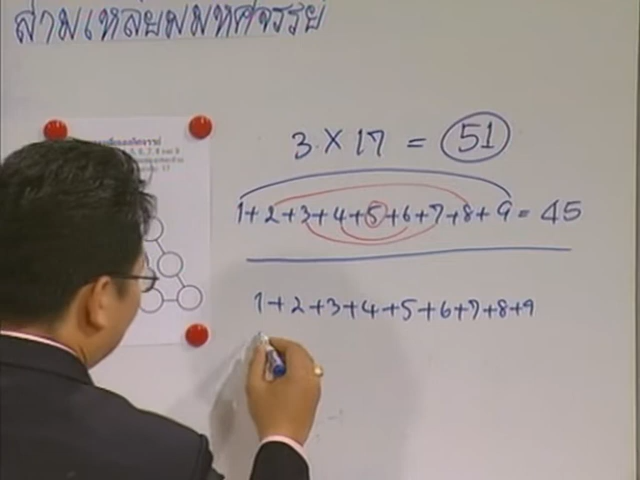 สามเหลี่ยมมหัศจรรย์
3 × 17 = 51
1+2+3+4+5+6+7+8+9 = 45
1+2+3+4+5+6+7+8+9